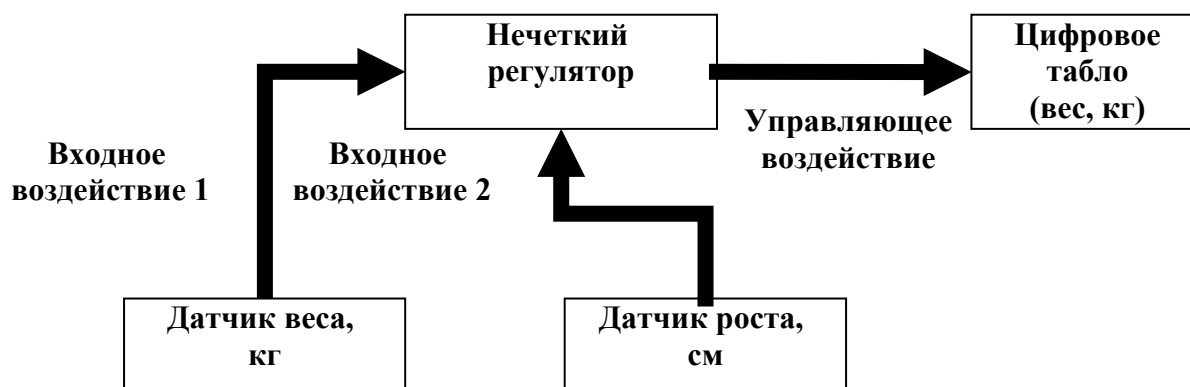 Нечеткий
регулятор
Цифровое
табло
(вес, кг)
Управляющее
воздействие
Входное
воздействие 1
Входное
воздействие 2
Датчик веса,
кг
Датчик роста,
см